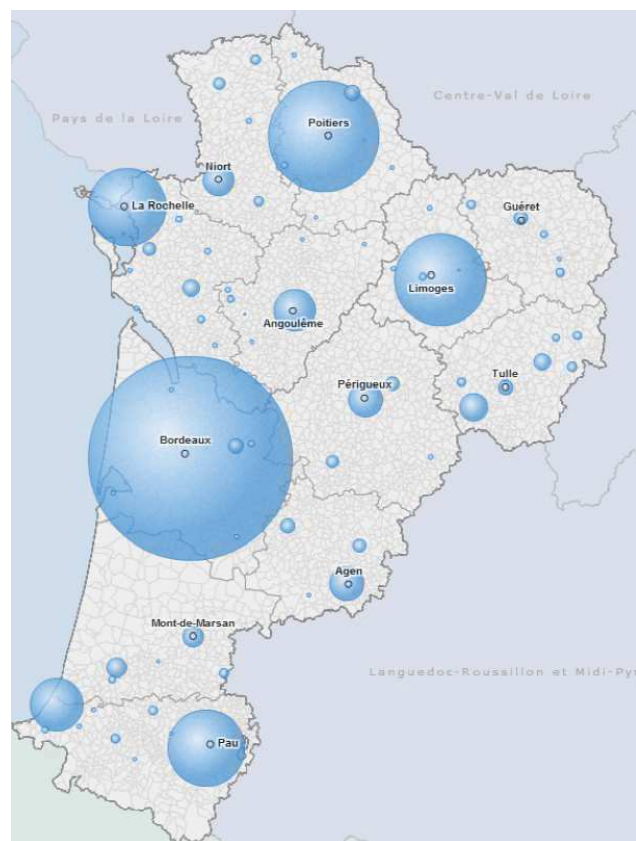 Centre-Val de Loire
Pays de la Loire
Poitiers
Niort
La Rochelle
Guéret
Limoges
Angoulême
Tulle
Périgueux
Bordeaux
Agen
Mont-de-Marsan
Languedoc-Roussillon et Midi-Pyr
Pau